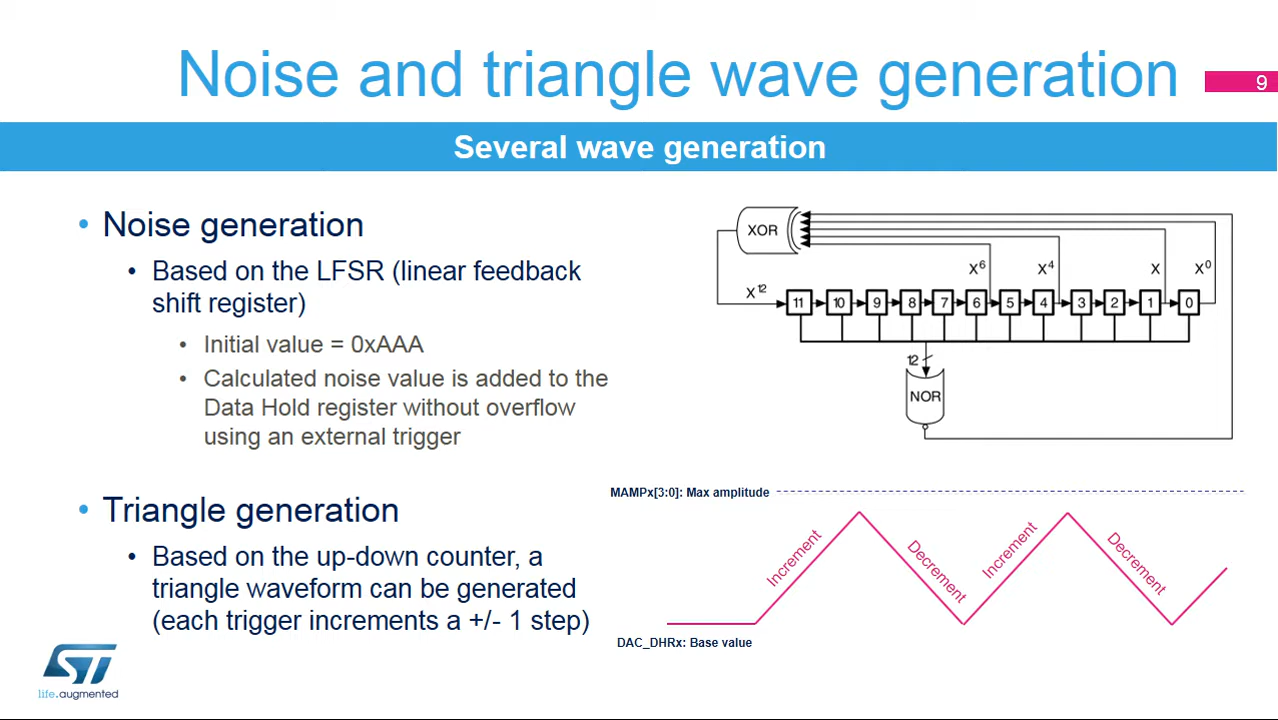 Noise and triangle wave generation
9
Several wave generation
• Noise generation
• Based on the LFSR (linear feedback
shift register)
• Initial value = 0xAAA
• Calculated noise value is added to the
Data Hold register without overflow
using an external trigger
XOR
X6 X4 X X0
X12
11 10 9 8 7 6 5 4 3 2 1 0
12
NOR
• Triangle generation
• Based on the up-down counter, a
triangle waveform can be generated
(each trigger increments a +/- 1 step)
MAMPx[3:0]: Max amplitude
Increment
Decrement
Increment
Decrement
DAC_DHRx: Base value
ST
life.augmented